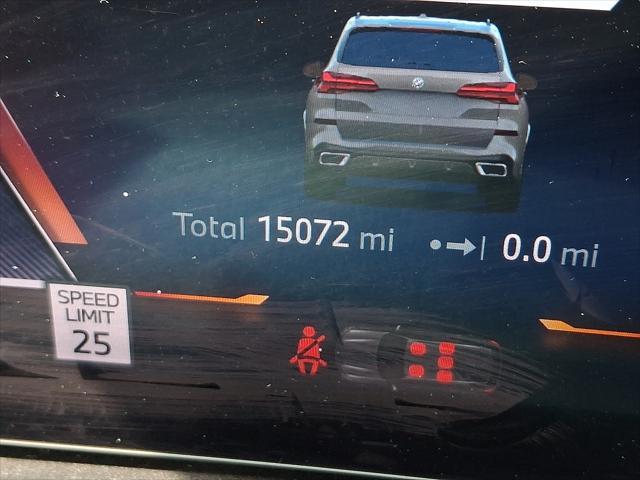 Total 15072 mi 0.0 mi
SPEED
LIMIT
25